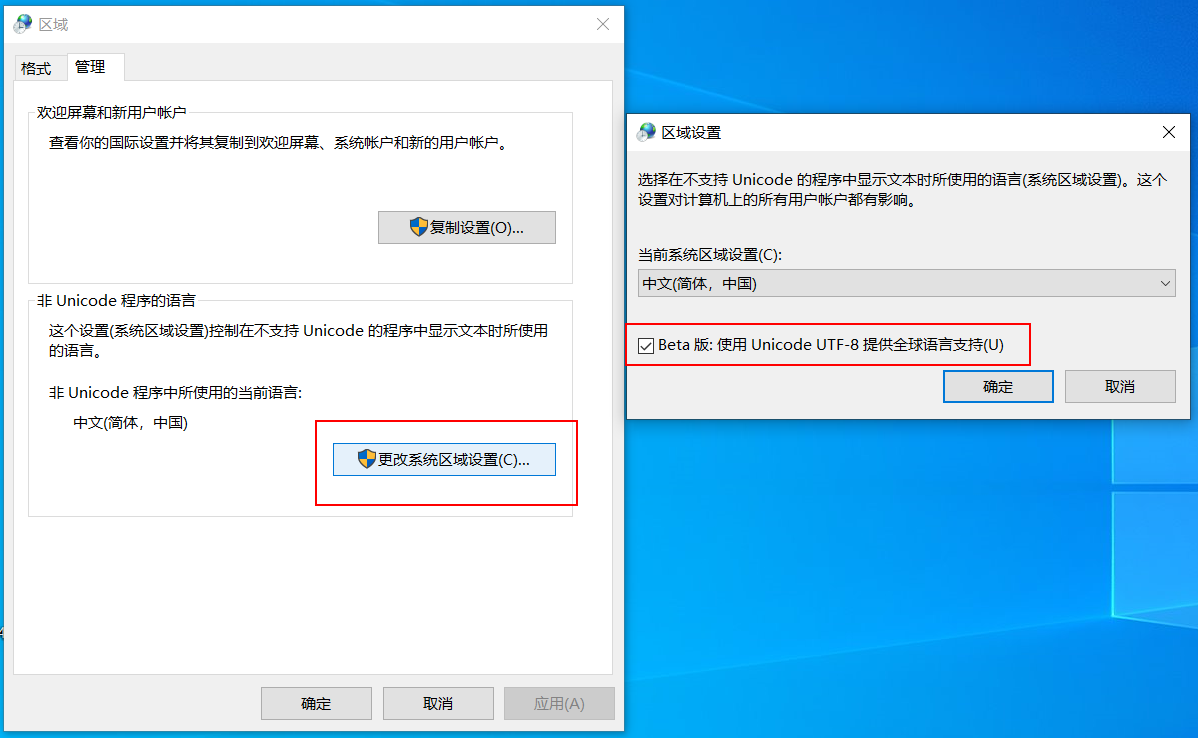 区域
格式
管理
欢迎屏幕和新用户帐户
查看你的国际设置并将其复制到欢迎屏幕、系统帐户和新的用户帐户。
复制设置(O)...
非 Unicode 程序的语言
这个设置(系统区域设置)控制在不支持 Unicode 的程序中显示文本时所使用
的语言。
非 Unicode 程序中所使用的当前语言:
中文(简体，中国)
更改系统区域设置(C)...
确定
取消
应用(A)
区域设置
选择在不支持 Unicode 的程序中显示文本时所使用的语言(系统区域设置)。这个
设置对计算机上的所有用户帐户都有影响。
当前系统区域设置(C):
中文(简体，中国)
Beta 版: 使用 Unicode UTF-8 提供全球语言支持(U)
确定
取消